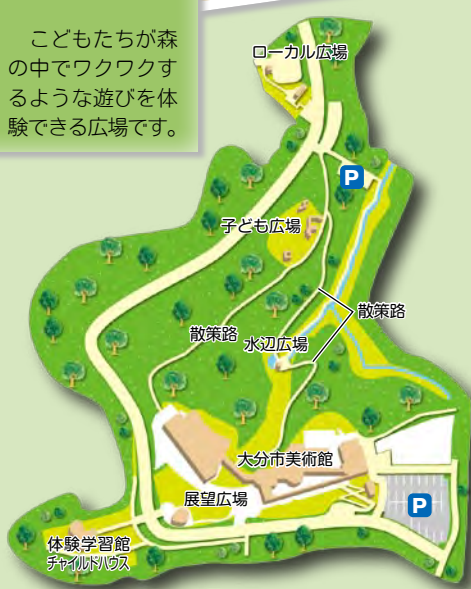 こどもたちが森
の中でワクワクす
るような遊びを体
験できる広場です。
ローカル広場
P
子ども広場
散策路
散策路
水辺広場
大分市美術館
展望広場
P
体験学習館
チャイルドハウス